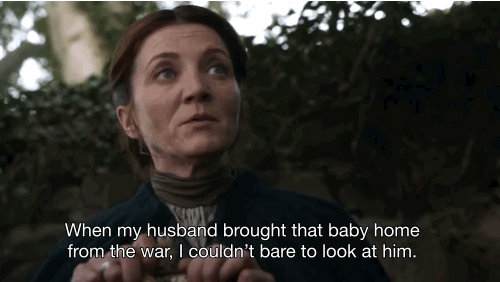 When my husband brought that baby home
from the war, I couldn't bare to look at him.